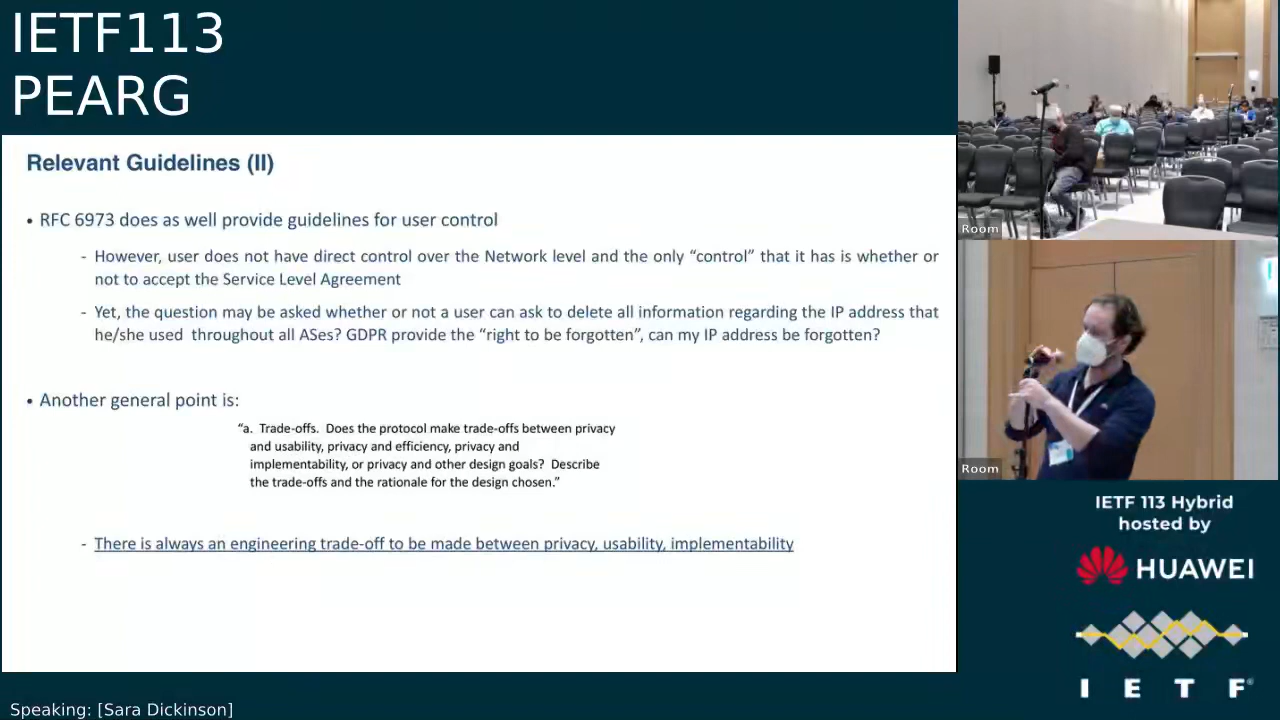 IETF113
PEARG
Relevant Guidelines (II)
• RFC 6973 does as well provide guidelines for user control
- However, user does not have direct control over the Network level and the only “control” that it has is whether or
not to accept the Service Level Agreement
- Yet, the question may be asked whether or not a user can ask to delete all information regarding the IP address that
he/she used throughout all ASes? GDPR provide the “right to be forgotten”, can my IP address be forgotten?
• Another general point is:
“a. Trade-offs. Does the protocol make trade-offs between privacy
and usability, privacy and efficiency, privacy and
implementability, or privacy and other design goals? Describe
the trade-offs and the rationale for the design chosen.”
- There is always an engineering trade-off to be made between privacy, usability, implementability
Room
Room
IETF 113 Hybrid
hosted by
HUAWEI
I E T F®
Speaking: [Sara Dickinson]